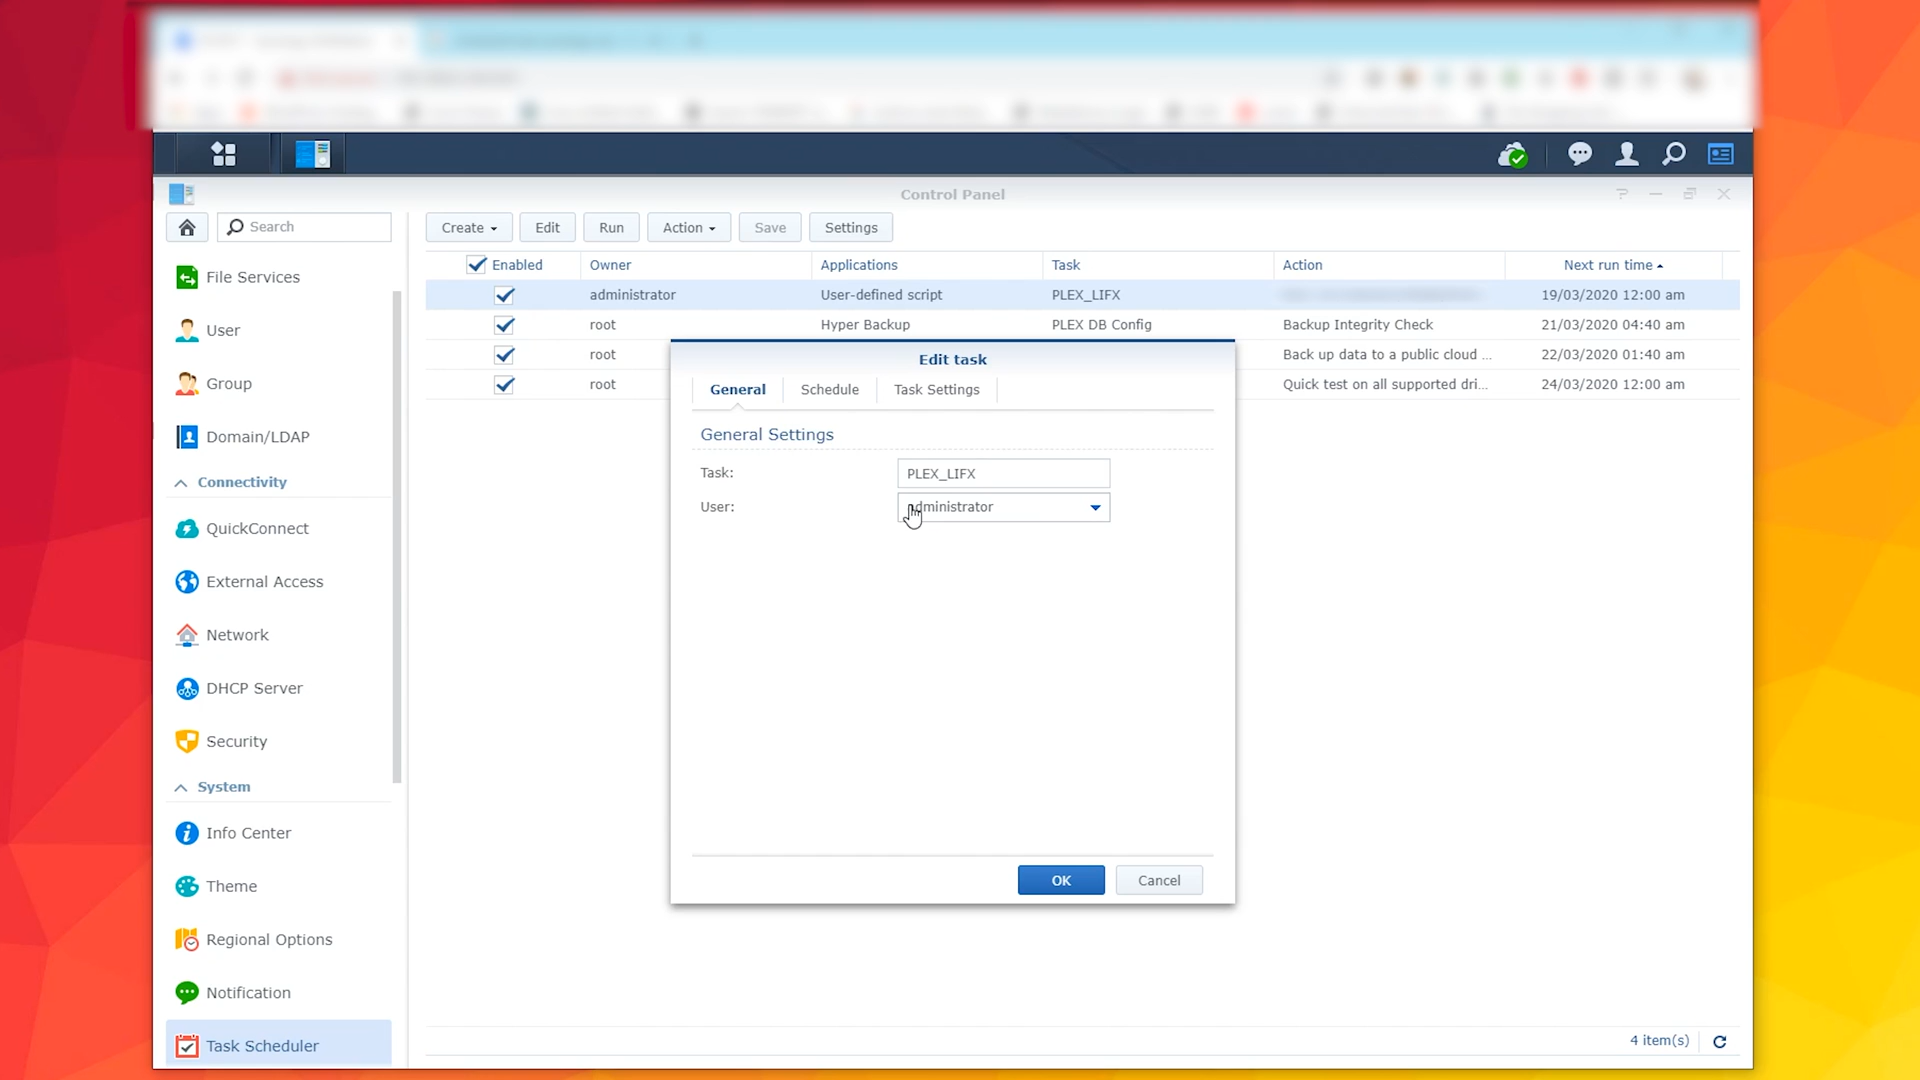 Control Panel
Search
Create
Edit
Run
Action
Save
Settings
Enabled
Owner
Applications
Task
Action
Next run time
administrator
User-defined script
PLEX_LIFX
19/03/2020 12:00 am
root
Hyper Backup
PLEX DB Config
Backup Integrity Check
21/03/2020 04:40 am
root
Back up data to a public cloud ...
22/03/2020 01:40 am
root
Quick test on all supported dri...
24/03/2020 12:00 am
File Services
User
Group
Domain/LDAP
Connectivity
QuickConnect
External Access
Network
DHCP Server
Security
System
Info Center
Theme
Regional Options
Notification
Task Scheduler
Edit task
General
Schedule
Task Settings
General Settings
Task:
PLEX_LIFX
User:
administrator
OK
Cancel
4 item(s)